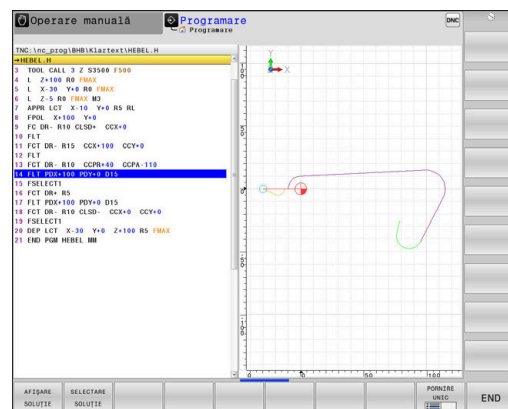 Operare manuală
Programare
Programare
DNC
TNC:\nc_prog\BHB\Klartext\HEBEL.H
→HEBEL.H
3 TOOL CALL 3 Z S3500 F500
4 L Z+100 R0 FMAX
5 L X-30 Y+0 R0 FMAX
6 L Z-5 R0 FMAX M3
7 APPR LCT X-10 Y+0 R5 RL
8 FPOL X+100 Y+0
9 FC DR- R10 CLSD+ CCX+0
10 FLT
11 FCT DR- R15 CCX+100 CCY+0
12 FLT
13 FCT DR- R10 CCPR+40 CCPA-110
14 FLT PDX+100 PDY+0 D15
15 FSELECT1
16 FCT DR+ R5
17 FLT PDX+100 PDY+0 D15
18 FCT DR- R10 CLSD- CCX+0 CCY+0
19 FSELECT1
20 DEP LCT X-30 Y+0 Z+100 R5 FMAX
21 END PGM HEBEL MM
Y
X
0
50
100
AFIŞARE
SOLUŢIE
SELECTARE
SOLUŢIE
PORNIRE
UNIC
END